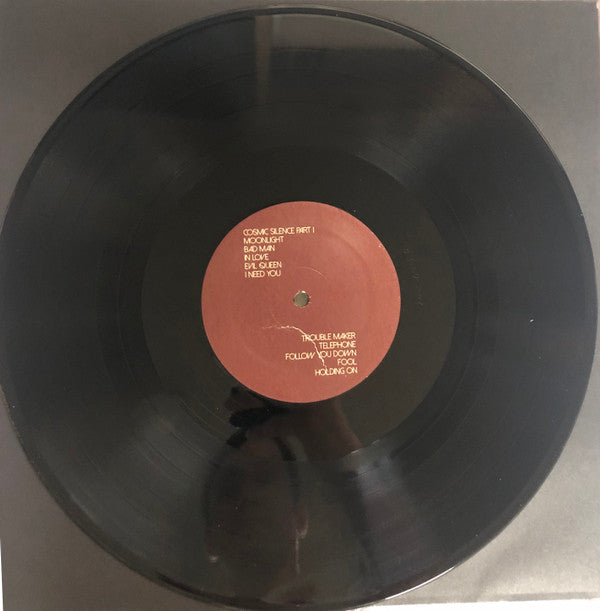 COSMIC SILENCE PART I
MOONLIGHT
BAD MAN
IN LOVE
EVIL QUEEN
I NEED YOU
TROUBLE MAKER
TELEPHONE
FOLLOW YOU DOWN
FOOL
HOLDING ON